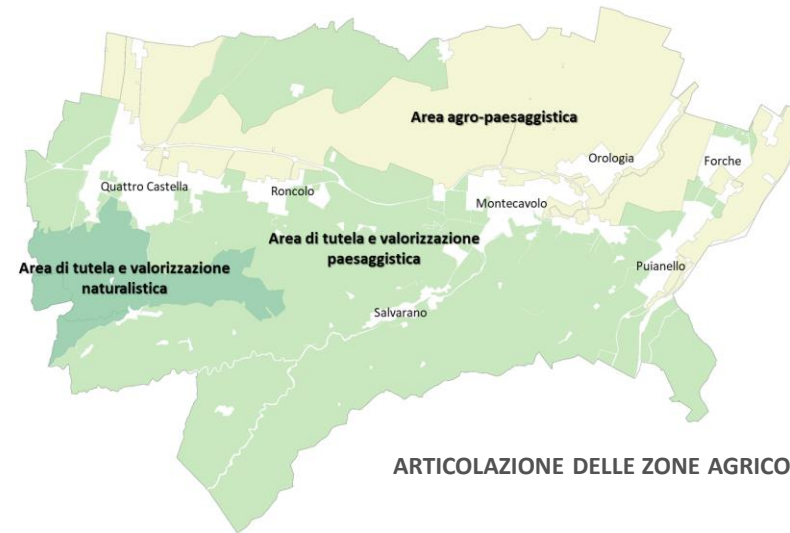 Area agro-paesaggistica
Orologia
Forche
Quattro Castella
Roncolo
Montecavolo
Area di tutela e valorizzazione
paesaggistica
Area di tutela e valorizzazione
naturalistica
Puianello
Salvarano
ARTICOLAZIONE DELLE ZONE AGRICO